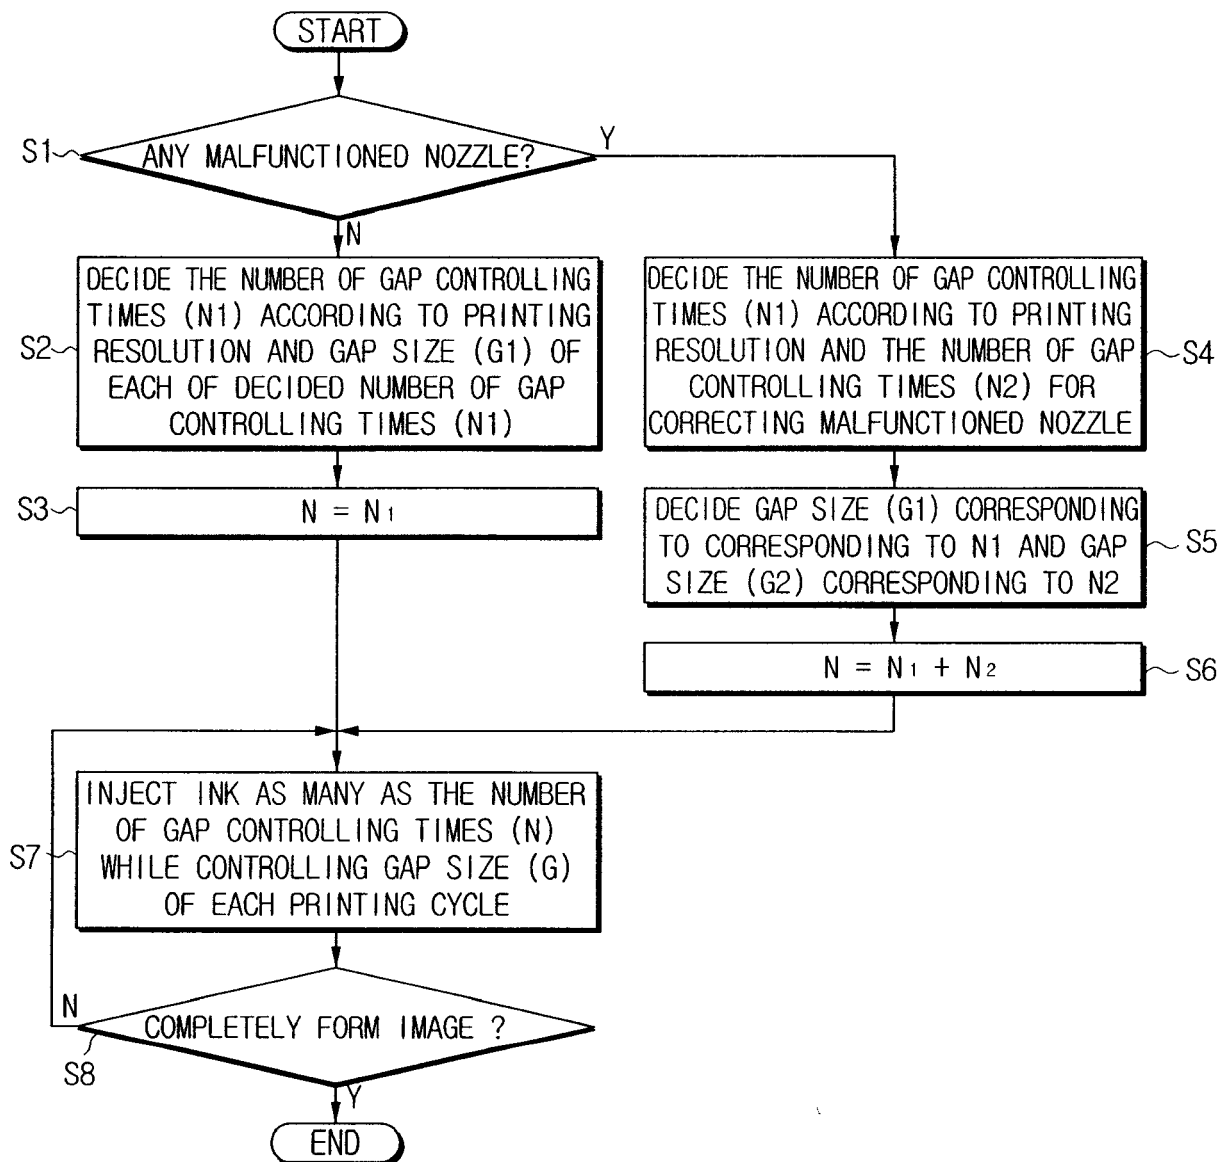 START
S1
ANY MALFUNCTIONED NOZZLE?
Y
N
S2
DECIDE THE NUMBER OF GAP CONTROLLING
TIMES (N1) ACCORDING TO PRINTING
RESOLUTION AND GAP SIZE (G1) OF
EACH OF DECIDED NUMBER OF GAP
CONTROLLING TIMES (N1)
DECIDE THE NUMBER OF GAP CONTROLLING
TIMES (N1) ACCORDING TO PRINTING
RESOLUTION AND THE NUMBER OF GAP
CONTROLLING TIMES (N2) FOR
CORRECTING MALFUNCTIONED NOZZLE
S4
S3
N = N1
DECIDE GAP SIZE (G1) CORRESPONDING
TO CORRESPONDING TO N1 AND GAP
SIZE (G2) CORRESPONDING TO N2
S5
N = N1 + N2
S6
S7
INJECT INK AS MANY AS THE NUMBER
OF GAP CONTROLLING TIMES (N)
WHILE CONTROLLING GAP SIZE (G)
OF EACH PRINTING CYCLE
N
COMPLETELY FORM IMAGE ?
S8
Y
END